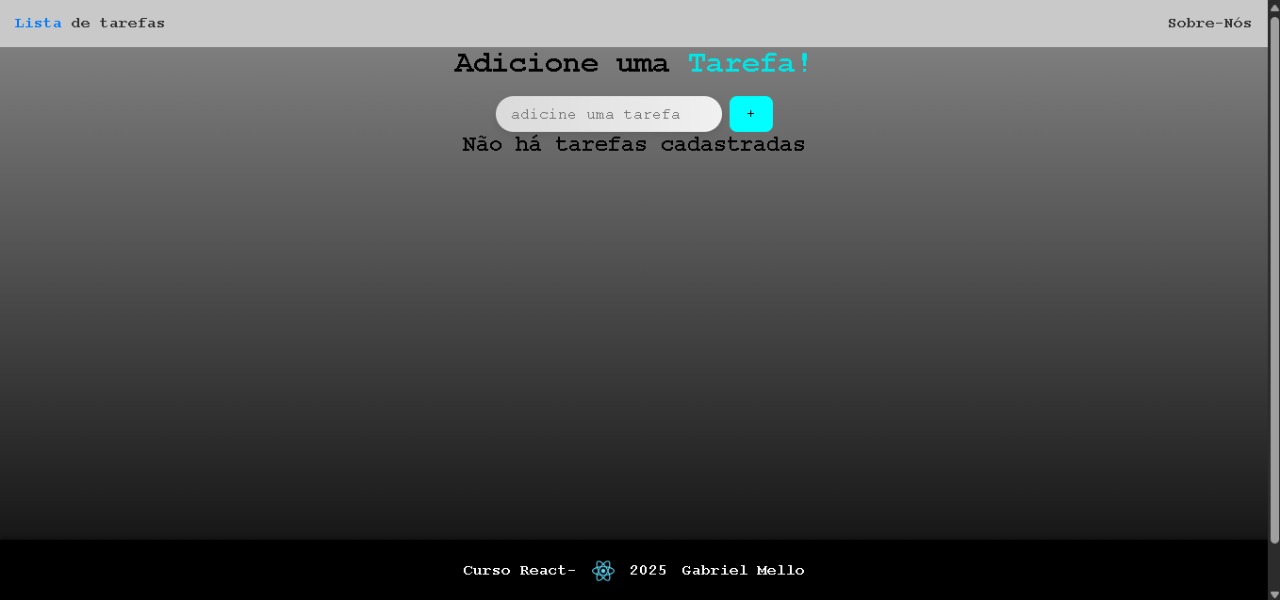 Lista de tarefas
Sobre-Nós
Adicione uma Tarefa!
adicine uma tarefa
+
Não há tarefas cadastradas
Curso React- 2025 Gabriel Mello